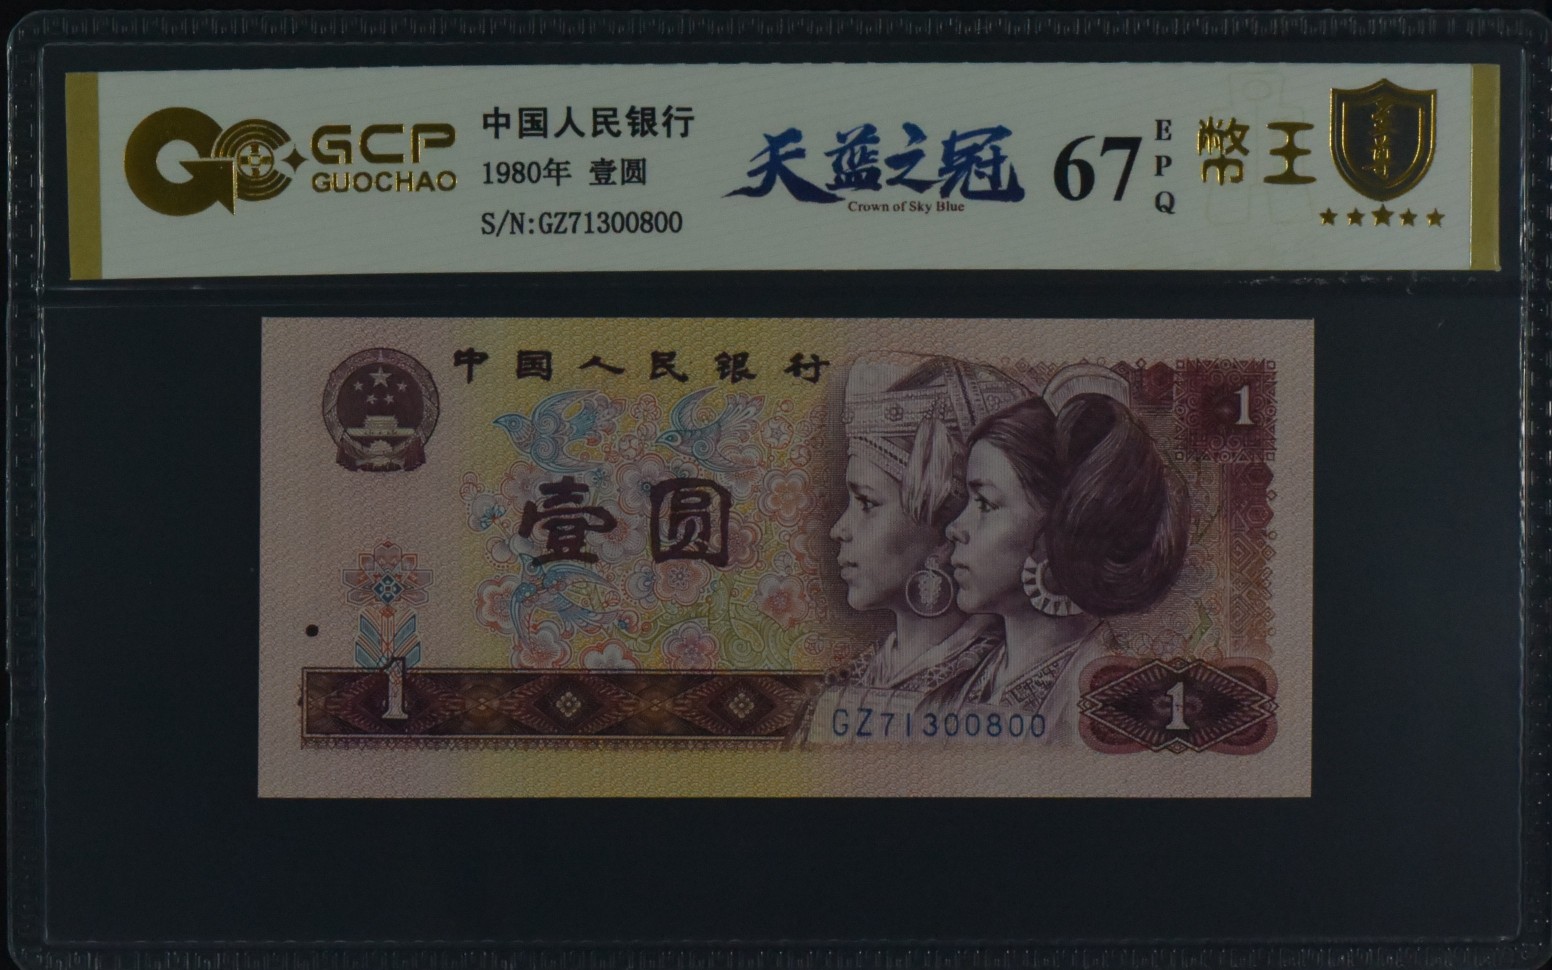 GCP
GUOCHAO
中国人民银行
1980年 壹圆
S/N:GZ71300800
天蓝之冠
Crown of Sky Blue
67
EPQ
幣王
中国人民银行
1
壹圆
1
GZ71300800
1